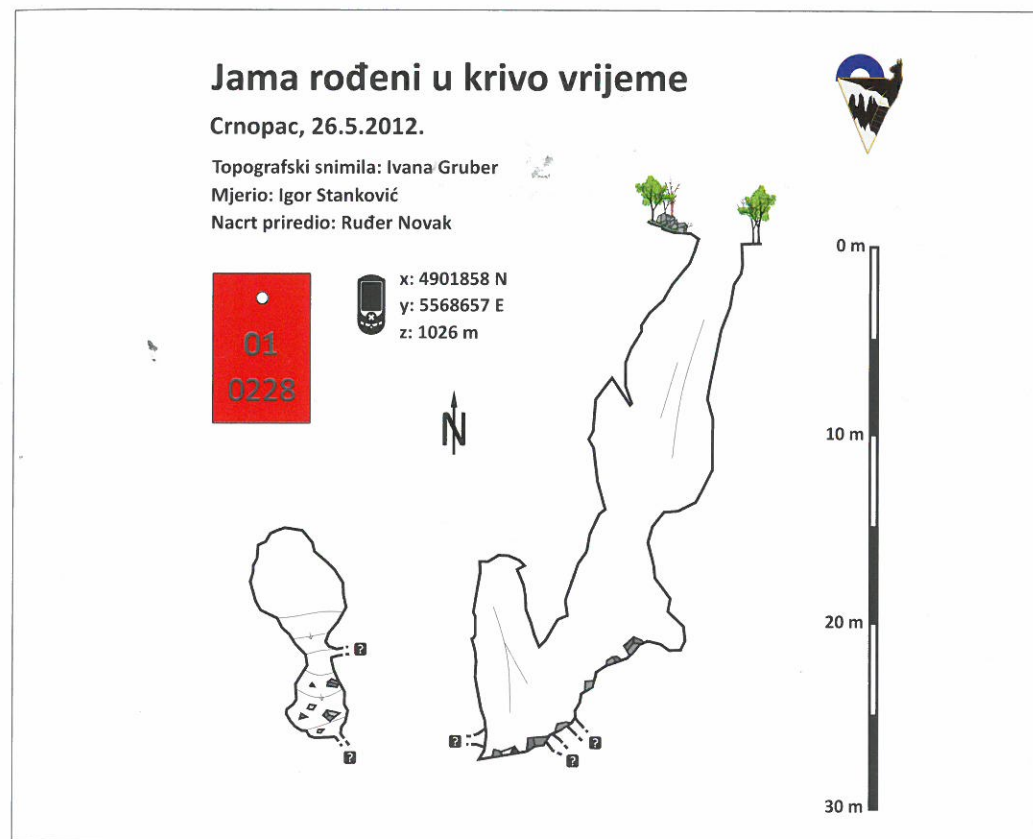 Jama rođeni u krivo vrijeme
Crnopac, 26.5.2012.
Topografski snimila: Ivana Gruber
Mjerio: Igor Stanković
Nacrt priredio: Ruđer Novak
01
0228
x: 4901858 N
y: 5568657 E
z: 1026 m
N
0 m
10 m
20 m
30 m
?
?
?
?
?